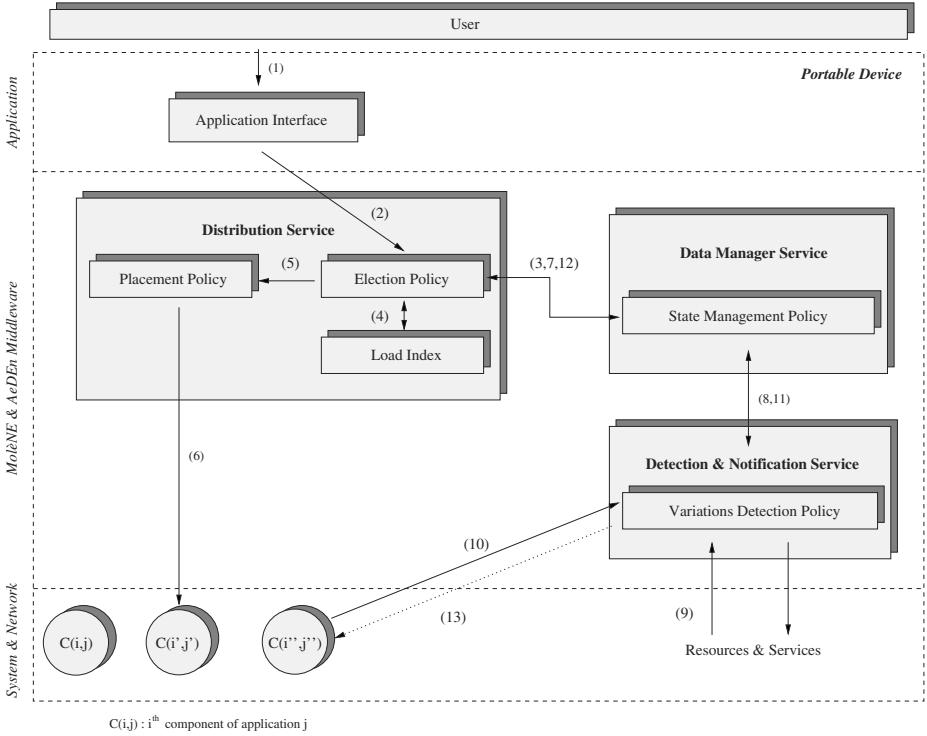 User
(1)
Portable Device
Application
Application Interface
(2)
Distribution Service
Placement Policy
(5)
Election Policy
(3,7,12)
Data Manager Service
State Management Policy
(4)
Load Index
MolèNE & AeDEn Middleware
(8,11)
(6)
Detection & Notification Service
Variations Detection Policy
(10)
(13)
(9)
System & Network
C(i,j)
C(i',j')
C(i'',j'')
Resources & Services
C(i,j) : i th component of application j